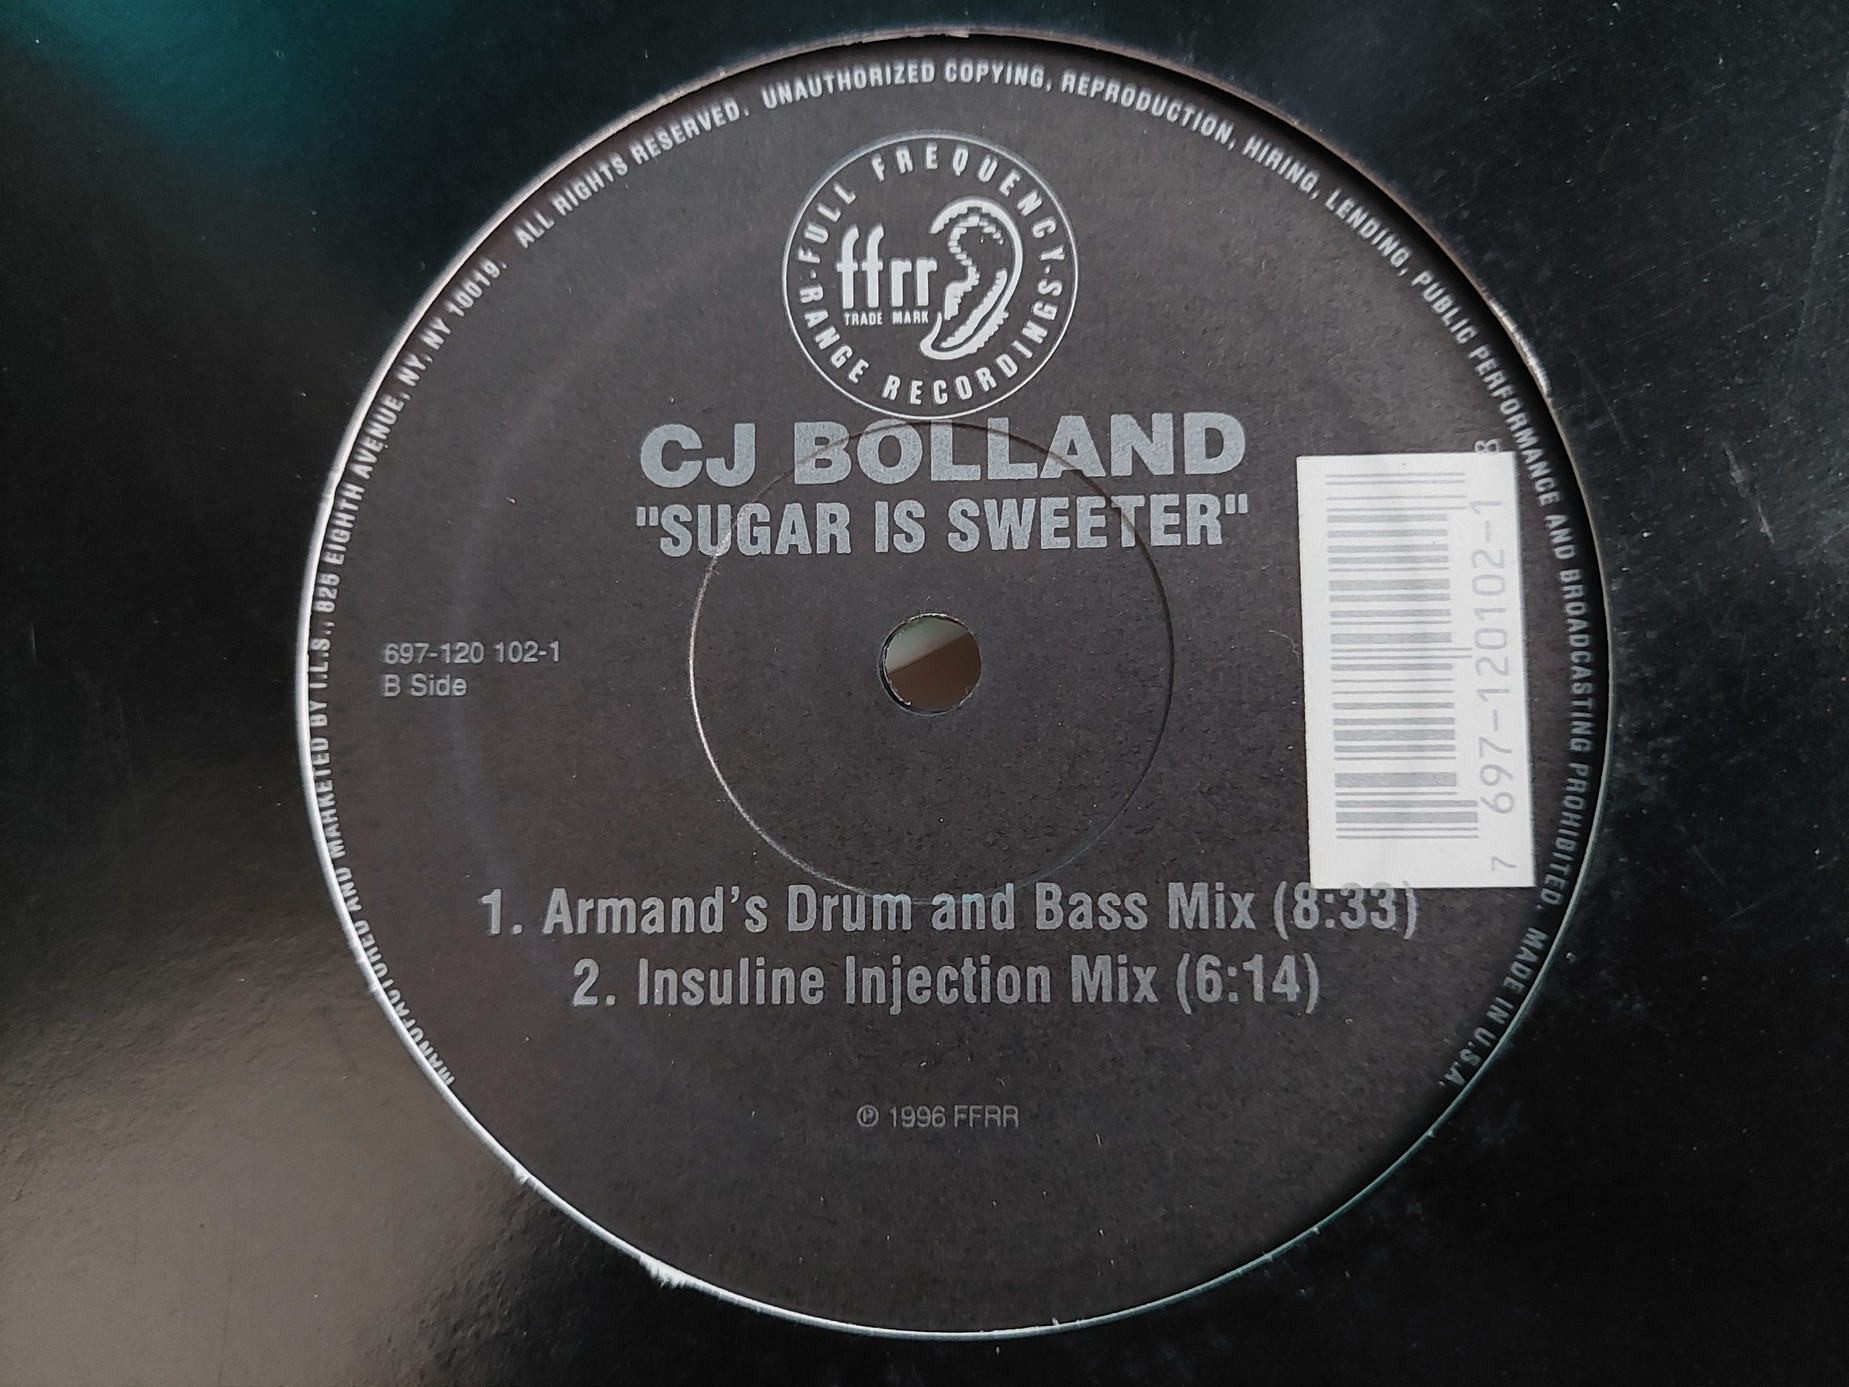 MANUFACTURED AND MARKETED BY I.L.S., 825 EIGHTH AVENUE, NY, NY 10019. ALL RIGHTS RESERVED. UNAUTHORIZED COPYING, REPRODUCTION, HIRING, LENDING, PUBLIC PERFORMANCE AND BROADCASTING PROHIBITED. MADE IN U.S.A.
FULL FREQUENCY
ffrr
TRADE MARK
RANGE RECORDINGS
CJ BOLLAND
"SUGAR IS SWEETER"
697-120 102-1
B Side
7 697-120102-1 8
1. Armand's Drum and Bass Mix (8:33)
2. Insuline Injection Mix (6:14)
℗ 1996 FFRR